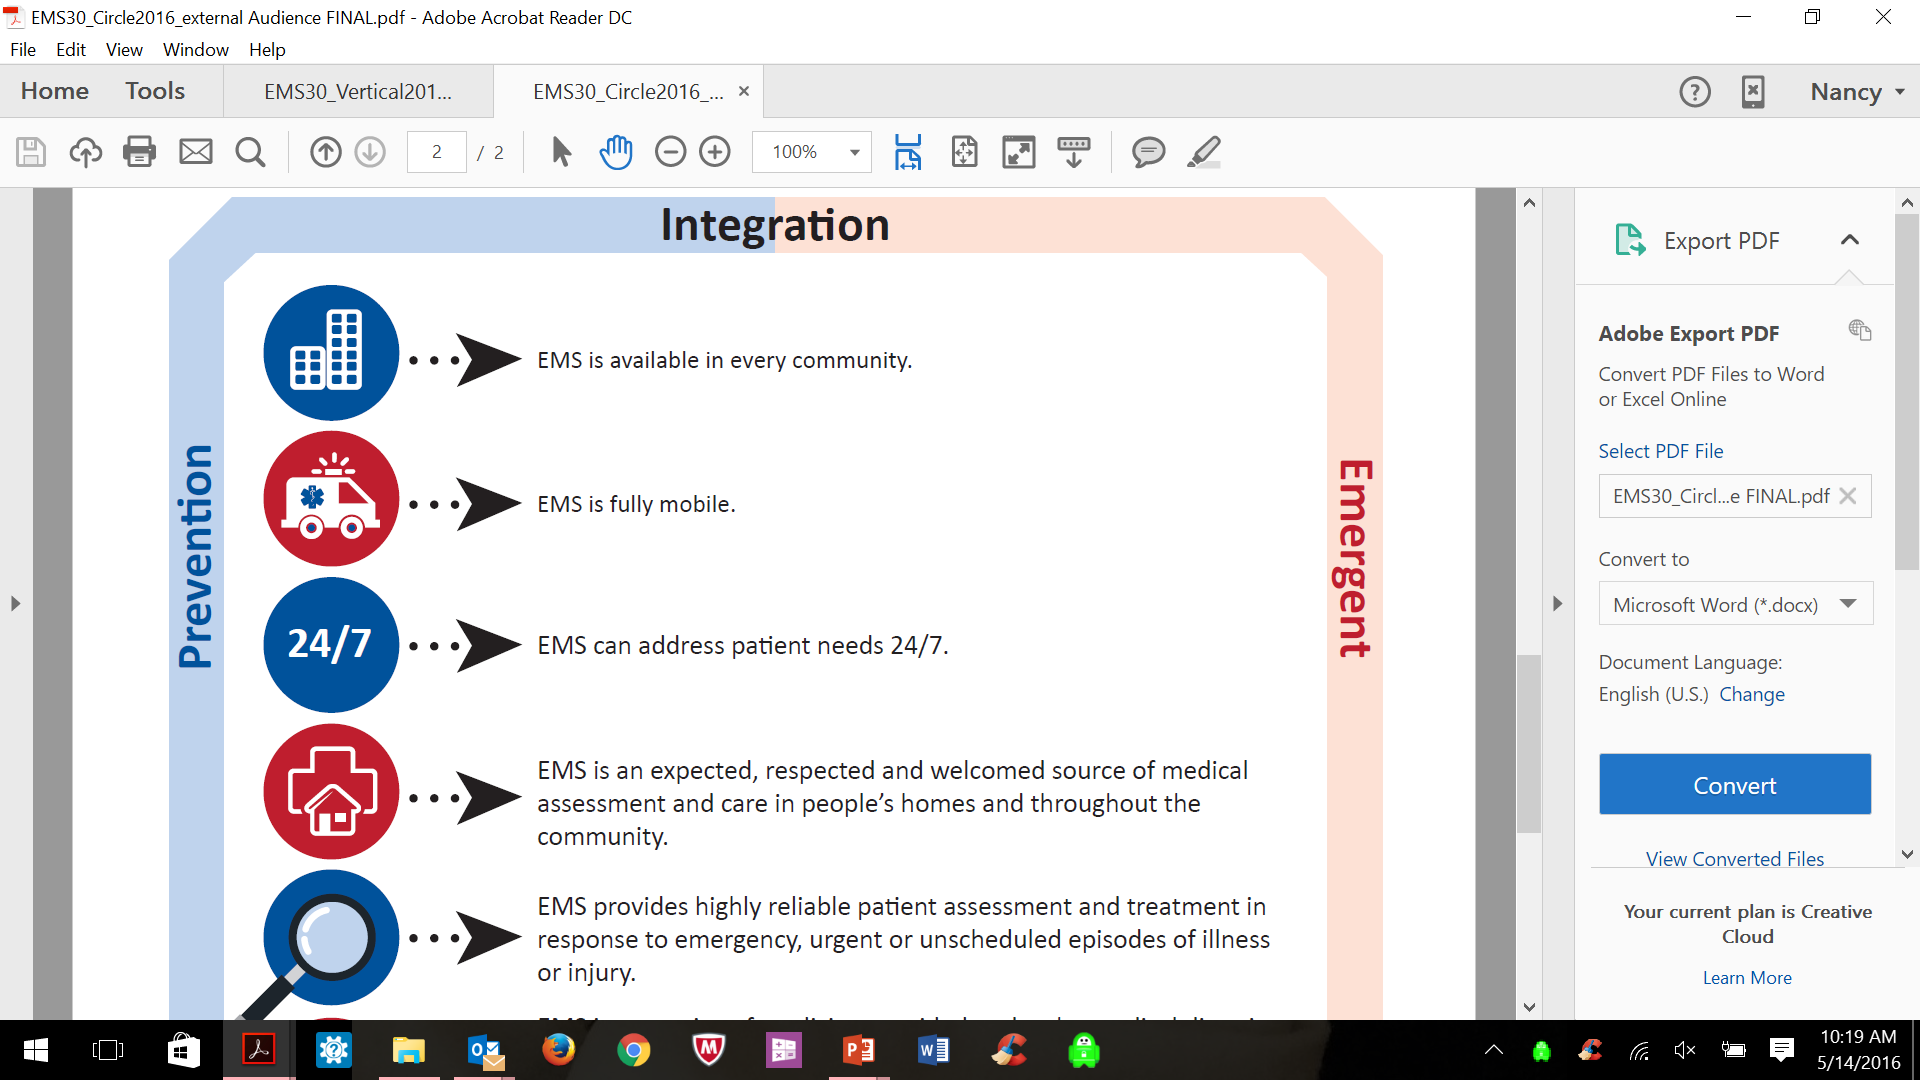 EMS30_Circle2016_external Audience FINAL.pdf - Adobe Acrobat Reader DC
File Edit View Window Help
Home Tools EMS30_Vertical201... EMS30_Circle2016_... × ? Nancy
2 / 2 100%
Integration
Prevention
Emergent
EMS is available in every community.
EMS is fully mobile.
24/7
EMS can address patient needs 24/7.
EMS is an expected, respected and welcomed source of medical
assessment and care in people's homes and throughout the
community.
EMS provides highly reliable patient assessment and treatment in
response to emergency, urgent or unscheduled episodes of illness
or injury.
Export PDF
Adobe Export PDF
Convert PDF Files to Word
or Excel Online
Select PDF File
EMS30_Circl...e FINAL.pdf
Convert to
Microsoft Word (*.docx)
Document Language:
English (U.S.) Change
Convert
View Converted Files
Your current plan is Creative
Cloud
Learn More
10:19 AM
5/14/2016